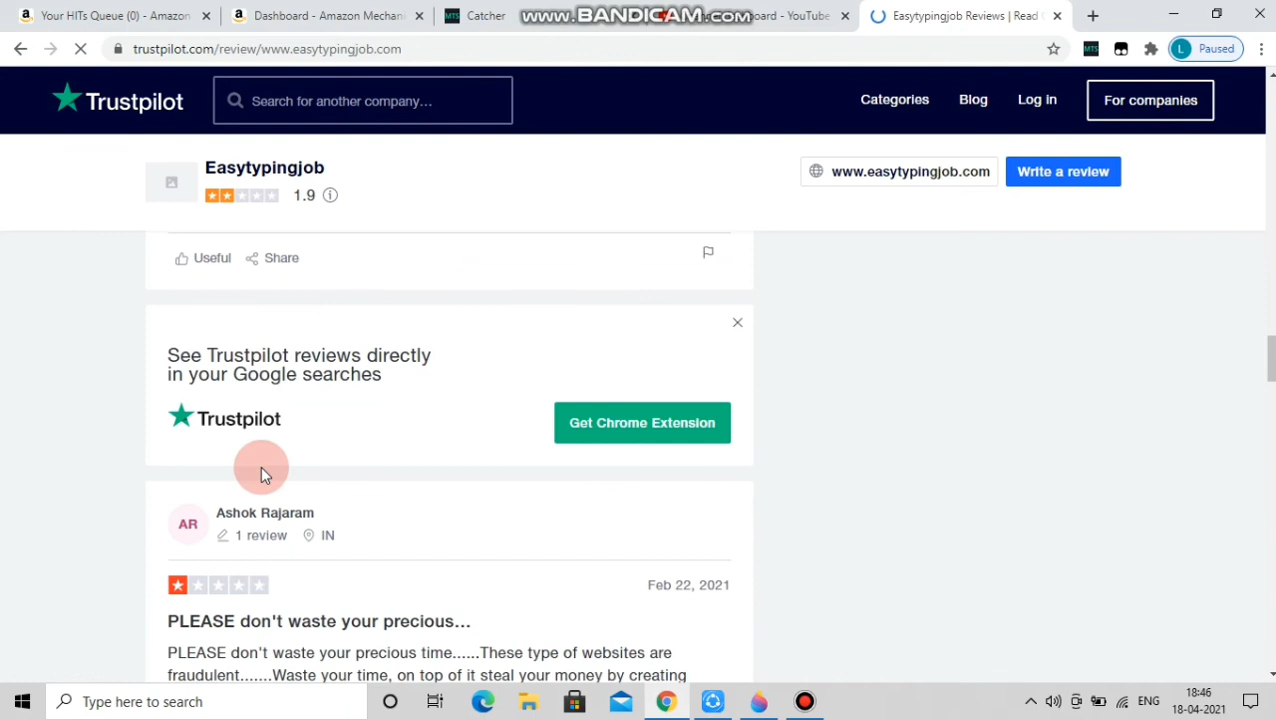 Your HITs Queue (0) - Amazon
Dashboard - Amazon Mechan
MTS Catcher
www.BANDICAM.com
board - YouTube
Easytypingjob Reviews | Read
trustpilot.com/review/www.easytypingjob.com
MTS
L Paused
Trustpilot
Search for another company…
Categories
Blog
Log in
For companies
Easytypingjob
1.9
www.easytypingjob.com
Write a review
Useful
Share
See Trustpilot reviews directly
in your Google searches
Trustpilot
Get Chrome Extension
AR
Ashok Rajaram
1 review
IN
Feb 22, 2021
PLEASE don't waste your precious…
PLEASE don't waste your precious time......These type of websites are
fraudulent.......Waste your time, on top of it steal your money by creating
Type here to search
ENG
18:46
18-04-2021